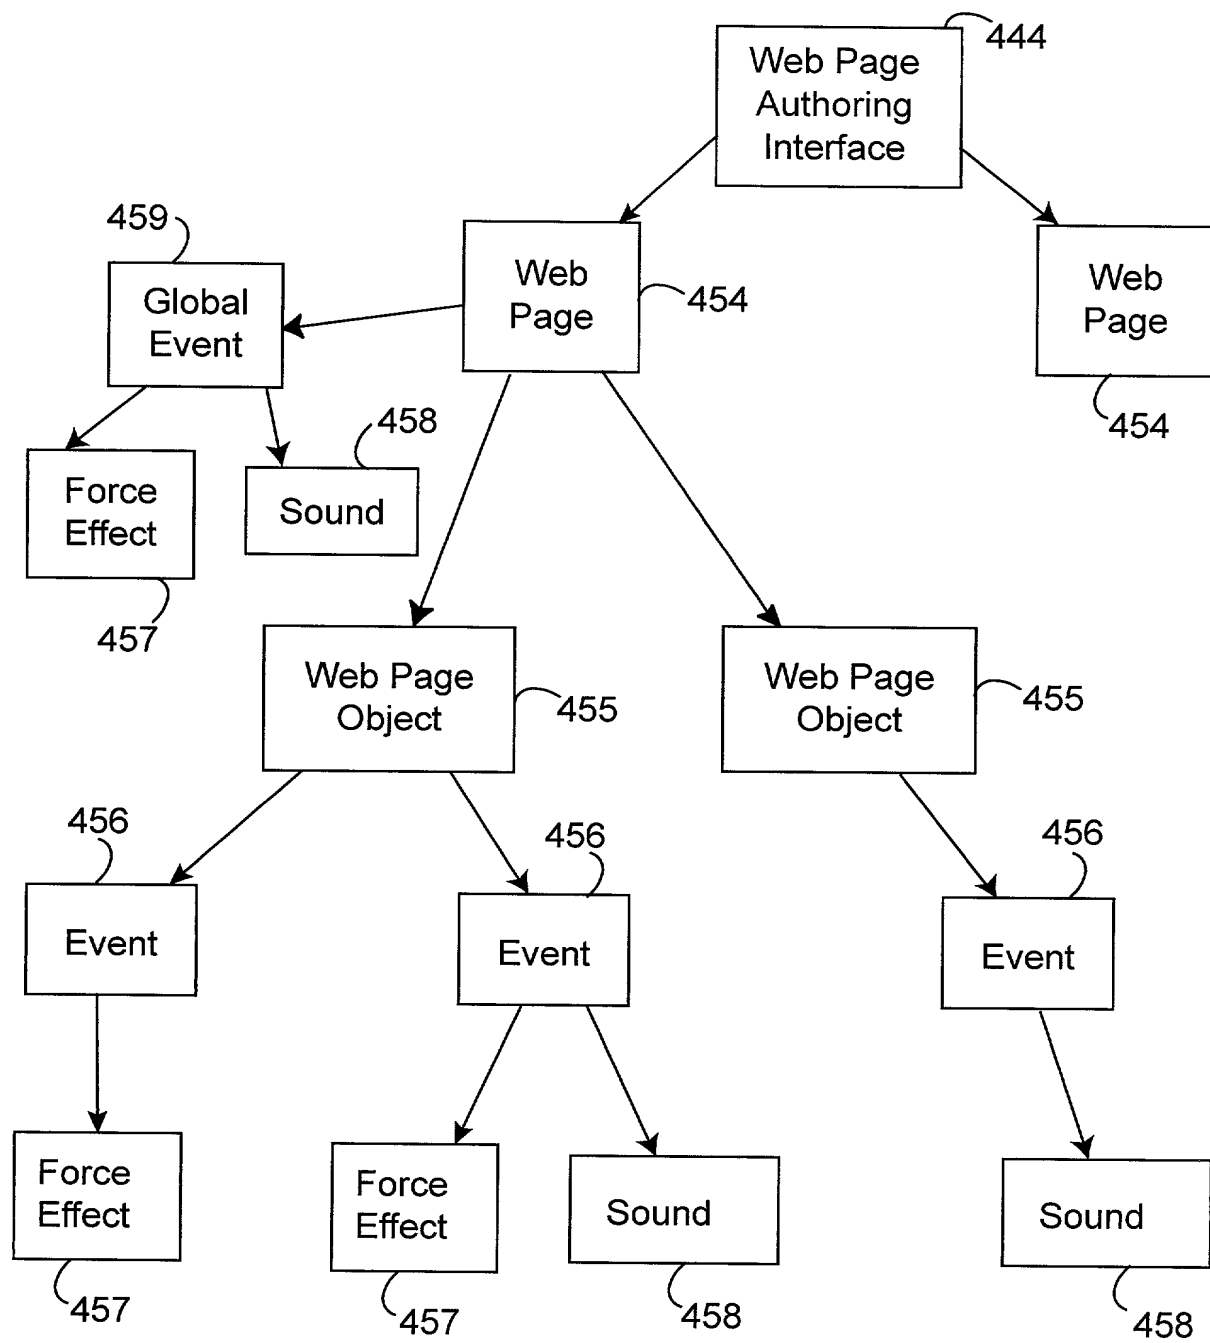 444
Web Page
Authoring
Interface
459
Global
Event
Web
Page
454
Web
Page
454
458
Force
Effect
Sound
457
Web Page
Object
455
Web Page
Object
455
456
456
456
Event
Event
Event
Force
Effect
Force
Effect
Sound
Sound
457
457
458
458